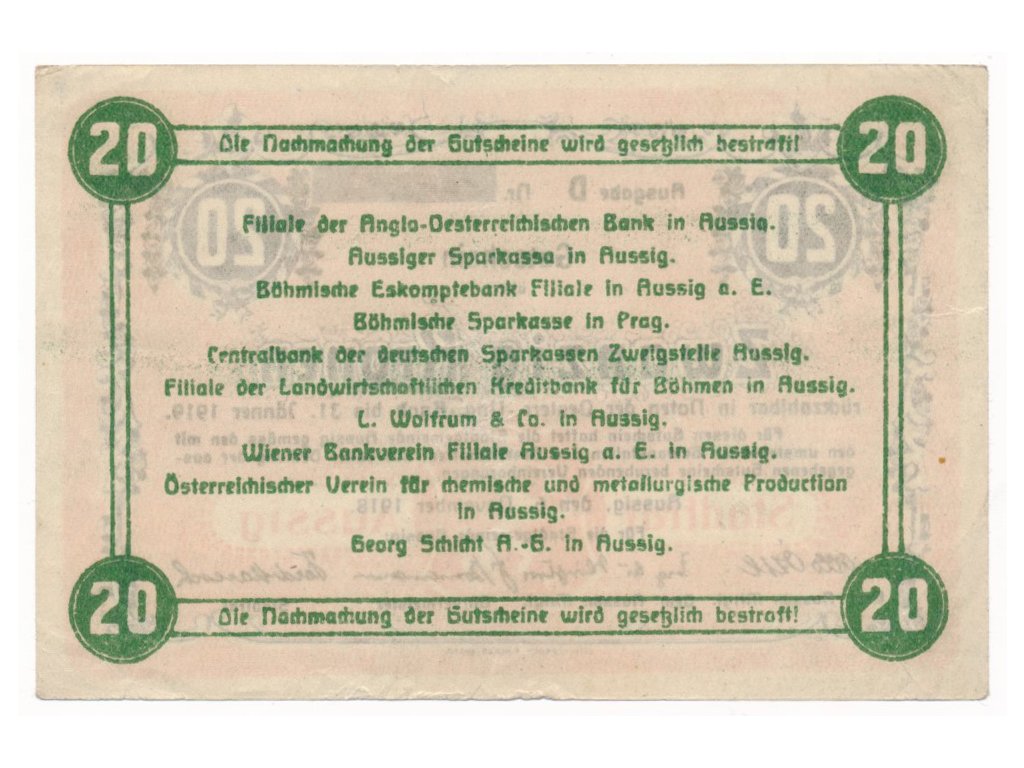 20 Die Nachmachung der Gutscheine wird gesetzlich bestraft! 20
Filiale der Anglo-Oesterreichischen Bank in Aussig.
Aussiger Sparkassa in Aussig.
Böhmische Eskomptebank Filiale in Aussig a. E.
Böhmische Sparkasse in Prag.
Centralbank der deutschen Sparkassen Zweigstelle Aussig.
Filiale der Landwirtschaftlichen Kreditbank für Böhmen in Aussig.
C. Wolfrum & Co. in Aussig.
Wiener Bankverein Filiale Aussig a. E. in Aussig.
Österreichischer Verein für chemische und metallurgische Production
in Aussig.
Georg Schicht A.-G. in Aussig.
20 Die Nachmachung der Gutscheine wird gesetzlich bestraft! 20